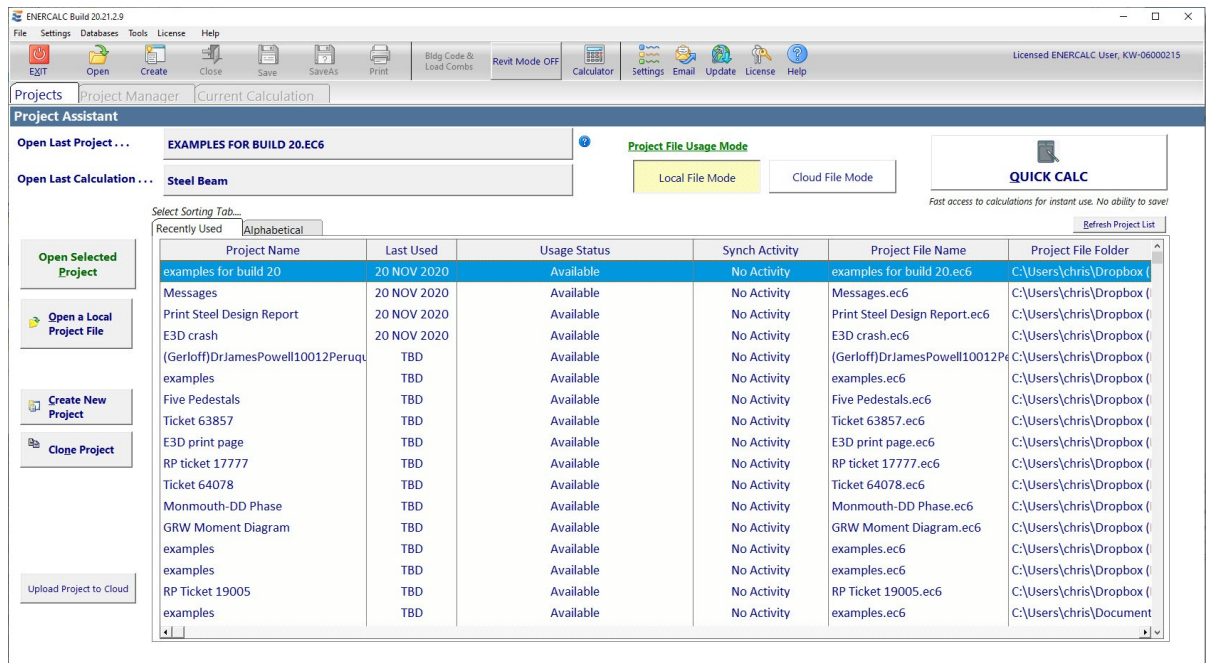 ENERCALC Build 20.21.2.9
File Settings Databases Tools License Help
EXIT Open Create Close Save SaveAs Print Bldg Code & Load Combs Revit Mode OFF Calculator Settings Email Update License Help Licensed ENERCALC User, KW-06000215
Projects Project Manager Current Calculation
Project Assistant
Open Last Project . . . EXAMPLES FOR BUILD 20.EC6 Project File Usage Mode
Open Last Calculation . . . Steel Beam Local File Mode Cloud File Mode QUICK CALC
Fast access to calculations for instant use. No ability to save!
Select Sorting Tab....
Recently Used Alphabetical Refresh Project List
Open Selected Project
Open a Local Project File
Create New Project
Clone Project
Upload Project to Cloud
Project Name Last Used Usage Status Synch Activity Project File Name Project File Folder
examples for build 20 20 NOV 2020 Available No Activity examples for build 20.ec6 C:\Users\chris\Dropbox (
Messages 20 NOV 2020 Available No Activity Messages.ec6 C:\Users\chris\Dropbox (
Print Steel Design Report 20 NOV 2020 Available No Activity Print Steel Design Report.ec6 C:\Users\chris\Dropbox (
E3D crash 20 NOV 2020 Available No Activity E3D crash.ec6 C:\Users\chris\Dropbox (
(Gerloff)DrJamesPowell10012Peruqu TBD Available No Activity (Gerloff)DrJamesPowell10012Pe C:\Users\chris\Dropbox (
examples TBD Available No Activity examples.ec6 C:\Users\chris\Dropbox (
Five Pedestals TBD Available No Activity Five Pedestals.ec6 C:\Users\chris\Dropbox (
Ticket 63857 TBD Available No Activity Ticket 63857.ec6 C:\Users\chris\Dropbox (
E3D print page TBD Available No Activity E3D print page.ec6 C:\Users\chris\Dropbox (
RP ticket 17777 TBD Available No Activity RP ticket 17777.ec6 C:\Users\chris\Dropbox (
Ticket 64078 TBD Available No Activity Ticket 64078.ec6 C:\Users\chris\Dropbox (
Monmouth-DD Phase TBD Available No Activity Monmouth-DD Phase.ec6 C:\Users\chris\Dropbox (
GRW Moment Diagram TBD Available No Activity GRW Moment Diagram.ec6 C:\Users\chris\Dropbox (
examples TBD Available No Activity examples.ec6 C:\Users\chris\Dropbox (
examples TBD Available No Activity examples.ec6 C:\Users\chris\Dropbox (
RP Ticket 19005 TBD Available No Activity RP Ticket 19005.ec6 C:\Users\chris\Dropbox (
examples TBD Available No Activity examples.ec6 C:\Users\chris\Document